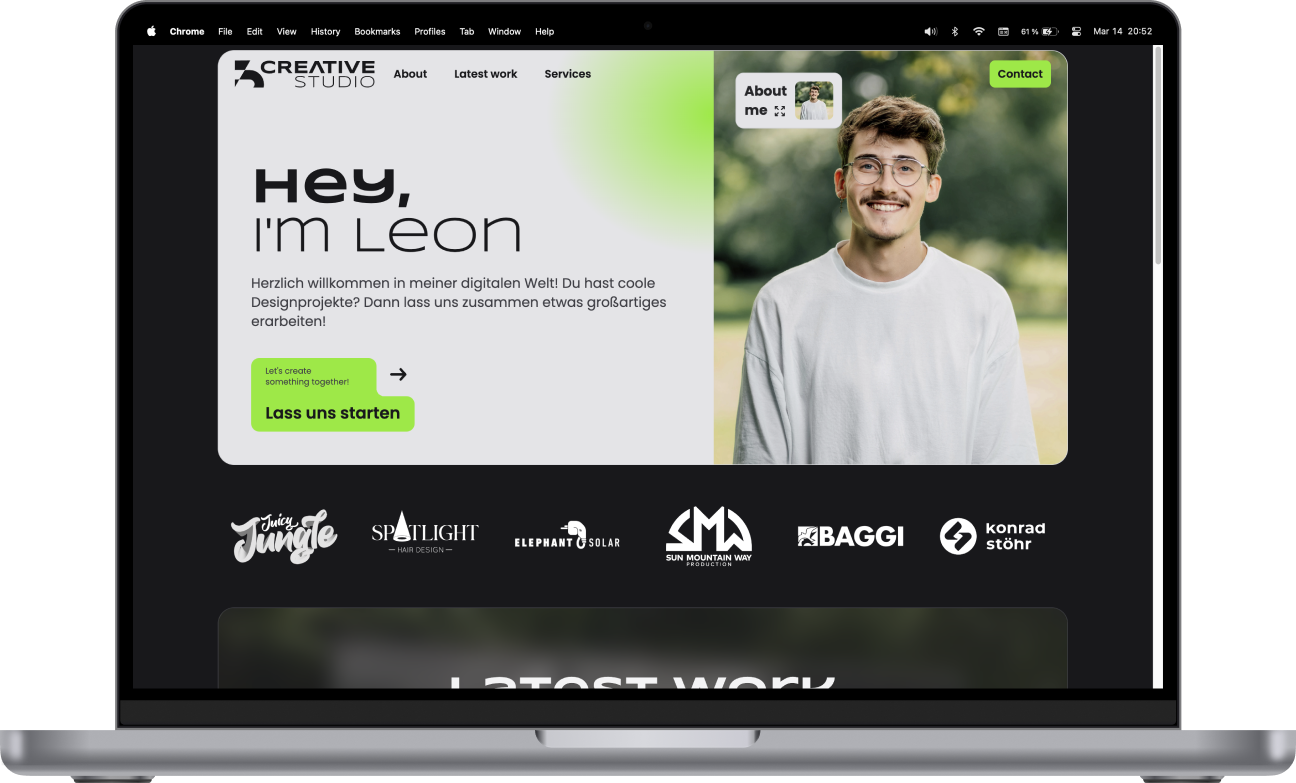 Chrome File Edit View History Bookmarks Profiles Tab Window Help 61 % Mar 14 20:52
CREATIVE
STUDIO
About Latest work Services
About
me
Contact
Hey,
I'm Leon
Herzlich willkommen in meiner digitalen Welt! Du hast coole
Designprojekte? Dann lass uns zusammen etwas großartiges
erarbeiten!
Let's create
something together!
Lass uns starten
Juicy
Jungle
SPOTLIGHT
HAIR DESIGN
ELEPHANT SOLAR
SMW
SUN MOUNTAIN WAY
PRODUCTION
BAGGI
konrad
stöhr
Latest work